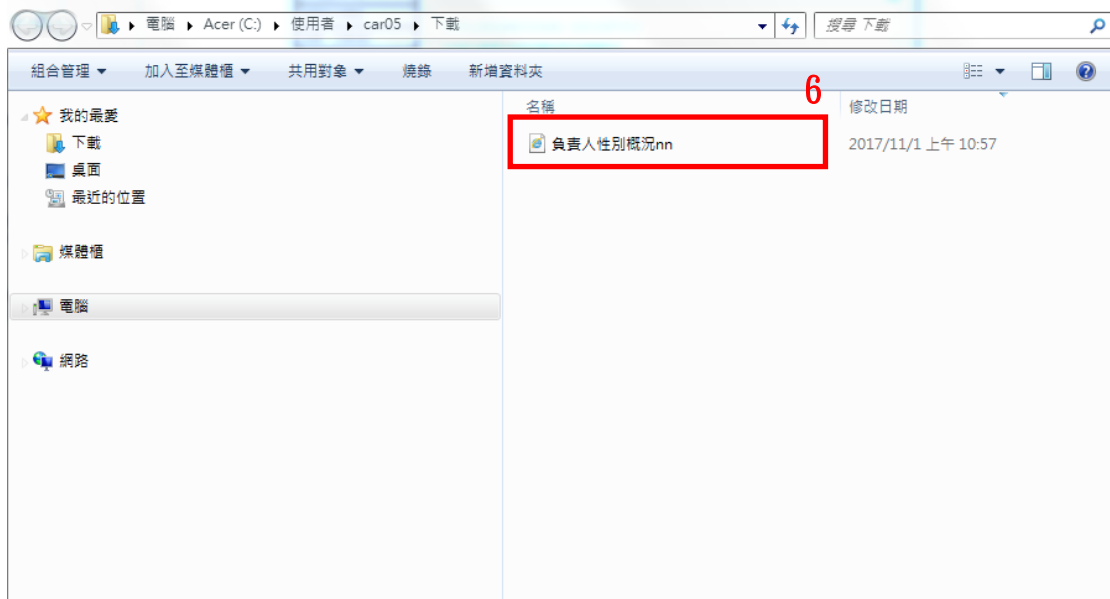 電腦 ▸ Acer (C:) ▸ 使用者 ▸ car05 ▸ 下載
搜尋 下載
組合管理 加入至媒體櫃 共用對象 燒錄 新增資料夾
6
我的最愛
下載
桌面
最近的位置
媒體櫃
電腦
網路
名稱 修改日期
負責人性別概況nn 2017/11/1 上午 10:57